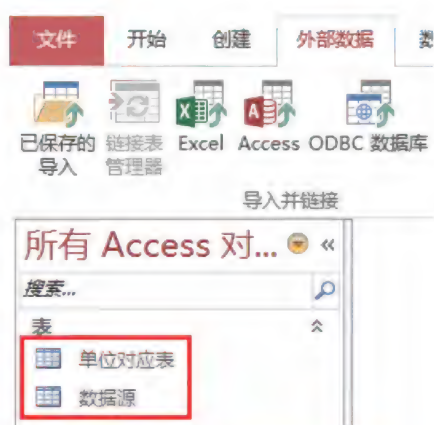 文件 开始 创建 外部数据
已保存的 链接表 Excel Access ODBC 数据库
导入 管理器
导入并链接
所有 Access 对... «
搜索...
表
单位对应表
数据源